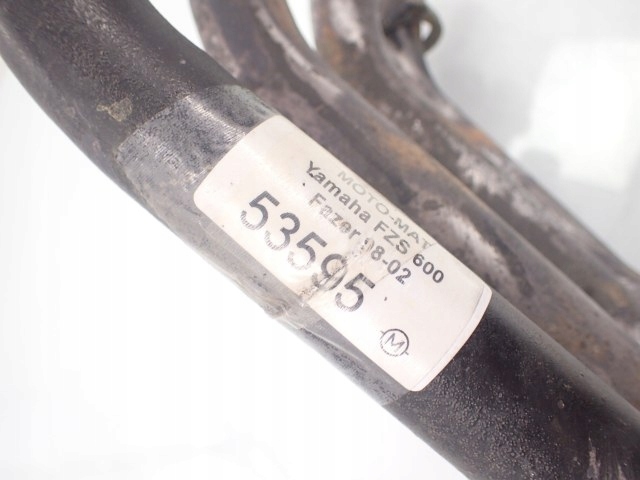 MOTO-MAT
Yamaha FZS 600
Fazer 98-02
53595
M